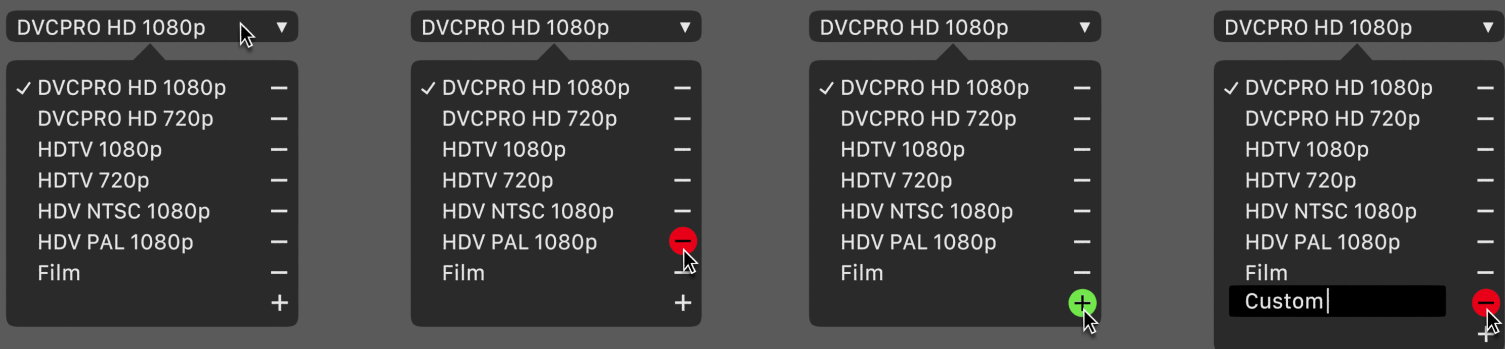 DVCPRO HD 1080p
DVCPRO HD 1080p
DVCPRO HD 720p
HDTV 1080p
HDTV 720p
HDV NTSC 1080p
HDV PAL 1080p
Film
DVCPRO HD 1080p
DVCPRO HD 1080p
DVCPRO HD 720p
HDTV 1080p
HDTV 720p
HDV NTSC 1080p
HDV PAL 1080p
Film
DVCPRO HD 1080p
DVCPRO HD 1080p
DVCPRO HD 720p
HDTV 1080p
HDTV 720p
HDV NTSC 1080p
HDV PAL 1080p
Film
DVCPRO HD 1080p
DVCPRO HD 1080p
DVCPRO HD 720p
HDTV 1080p
HDTV 720p
HDV NTSC 1080p
HDV PAL 1080p
Film
Custom